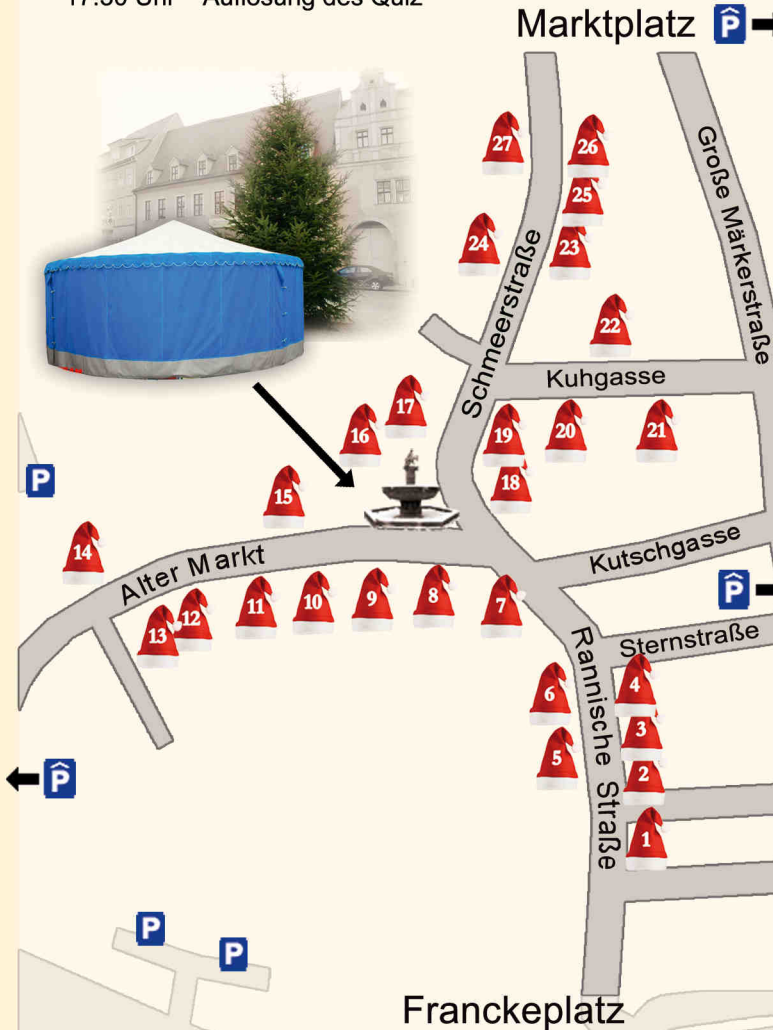 17.30 Uhr – Auflösung des Quiz
Marktplatz P
27
26
25
24
23
22
Große Märkerstraße
Schmeerstraße
Kuhgasse
17
16
19
20
21
18
15
P
14
Alter Markt
Kutschgasse
P
13
12
11
10
9
8
7
Sternstraße
Rannische Straße
6
4
3
5
2
P
1
P
P
Franckeplatz